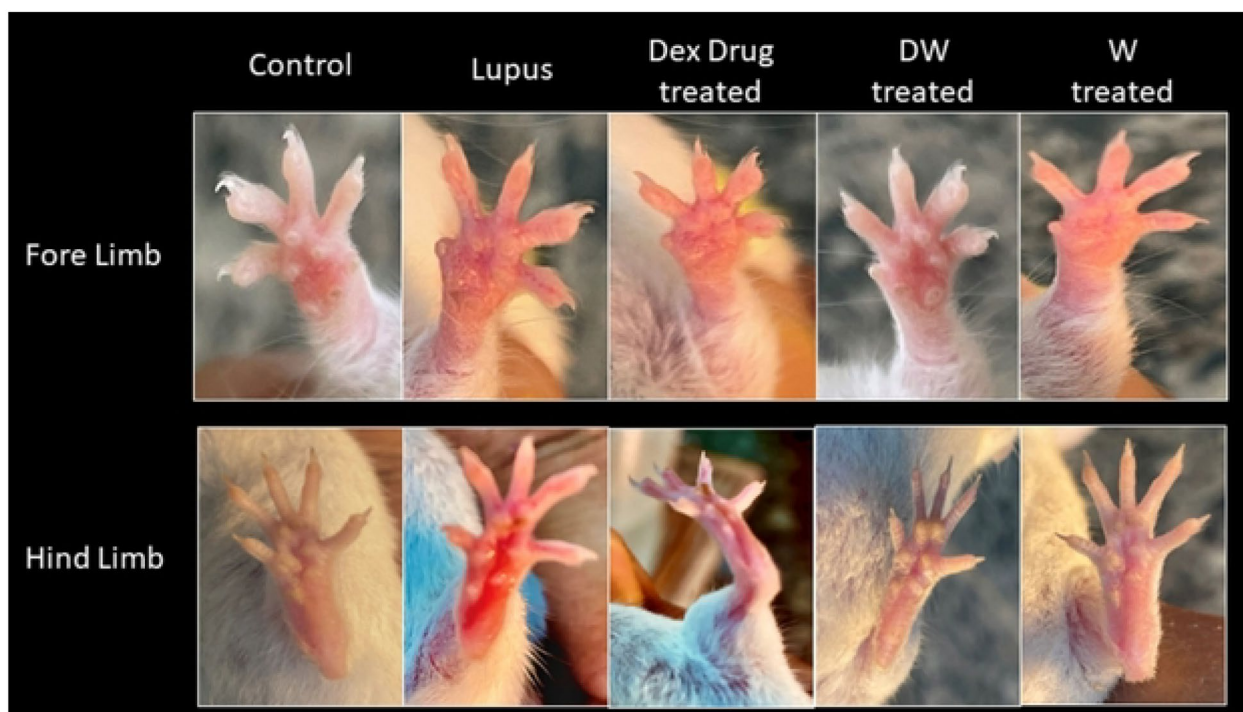 Control
Lupus
Dex Drug
treated
DW
treated
W
treated
Fore Limb
Hind Limb